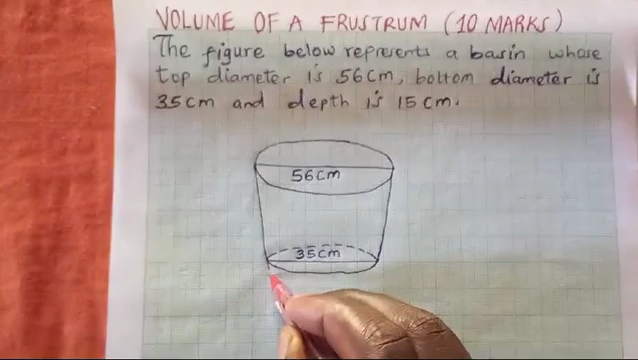 VOLUME OF A FRUSTRUM (10 MARKS)
The figure below represents a basin whose
top diameter is 56cm, bottom diameter is
35cm and depth is 15cm.
56cm
35cm